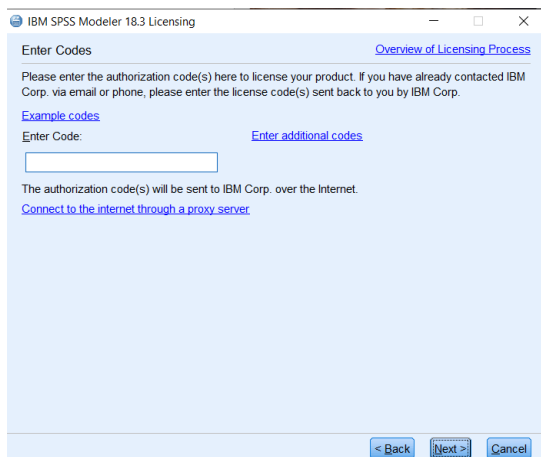 IBM SPSS Modeler 18.3 Licensing
Enter Codes
Overview of Licensing Process
Please enter the authorization code(s) here to license your product. If you have already contacted IBM
Corp. via email or phone, please enter the license code(s) sent back to you by IBM Corp.
Example codes
Enter Code:
Enter additional codes
The authorization code(s) will be sent to IBM Corp. over the Internet.
Connect to the internet through a proxy server
< Back
Next >
Cancel